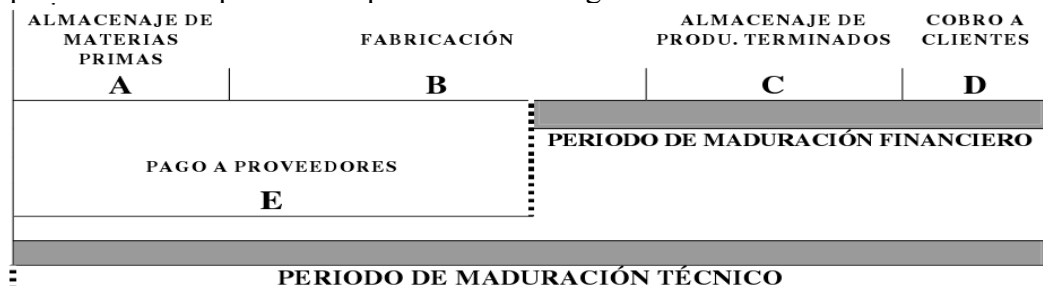 ALMACENAJE DE
MATERIAS
PRIMAS
A
FABRICACIÓN
B
ALMACENAJE DE
PRODU. TERMINADOS
C
COBRO A
CLIENTES
D
PERIODO DE MADURACIÓN FINANCIERO
PAGO A PROVEEDORES
E
PERIODO DE MADURACIÓN TÉCNICO